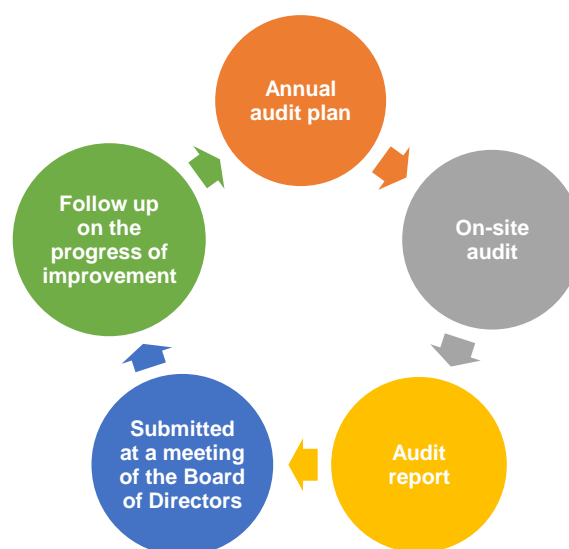 Annual
audit plan
On-site
audit
Audit
report
Submitted
at a meeting
of the Board
of Directors
Follow up
on the
progress of
improvement